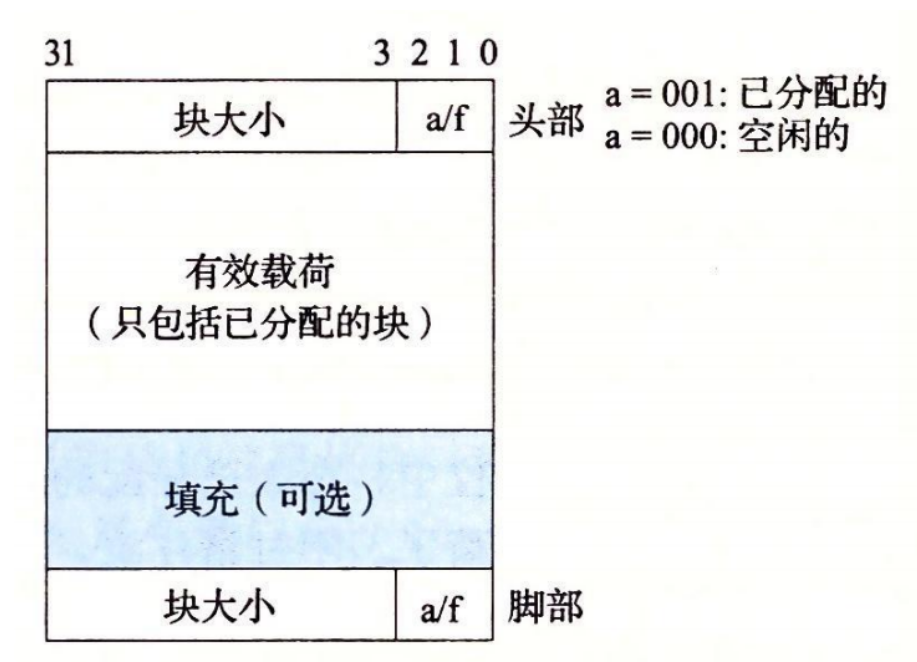 31 3 2 1 0
块大小 a/f 头部 a = 001: 已分配的
a = 000: 空闲的
有效载荷
（只包括已分配的块）
填充（可选）
块大小 a/f 脚部